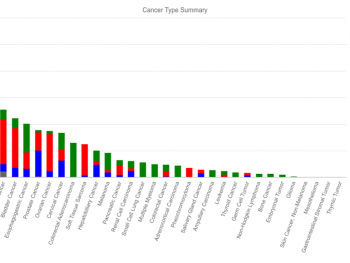 Cancer Type Summary
Bladder Cancer
Esophagogastric Cancer
Prostate Cancer
Ovarian Cancer
Cervical Cancer
Colorectal Adenocarcinoma
Soft Tissue Sarcoma
Hepatobiliary Cancer
Melanoma
Pancreatic Cancer
Renal Cell Carcinoma
Small Cell Lung Cancer
Multiple Myeloma
Colorectal Cancer
Adrenocortical Carcinoma
Pheochromocytoma
Salivary Gland Cancer
Ampullary Carcinoma
Thyroid Cancer
Germ Cell Tumor
Non-Hodgkin Lymphoma
Bone Cancer
Embryonal Tumor
Glioma
Skin Cancer, Non-Melanoma
Mesothelioma
Gastrointestinal Stromal Tumor
Thymic Tumor